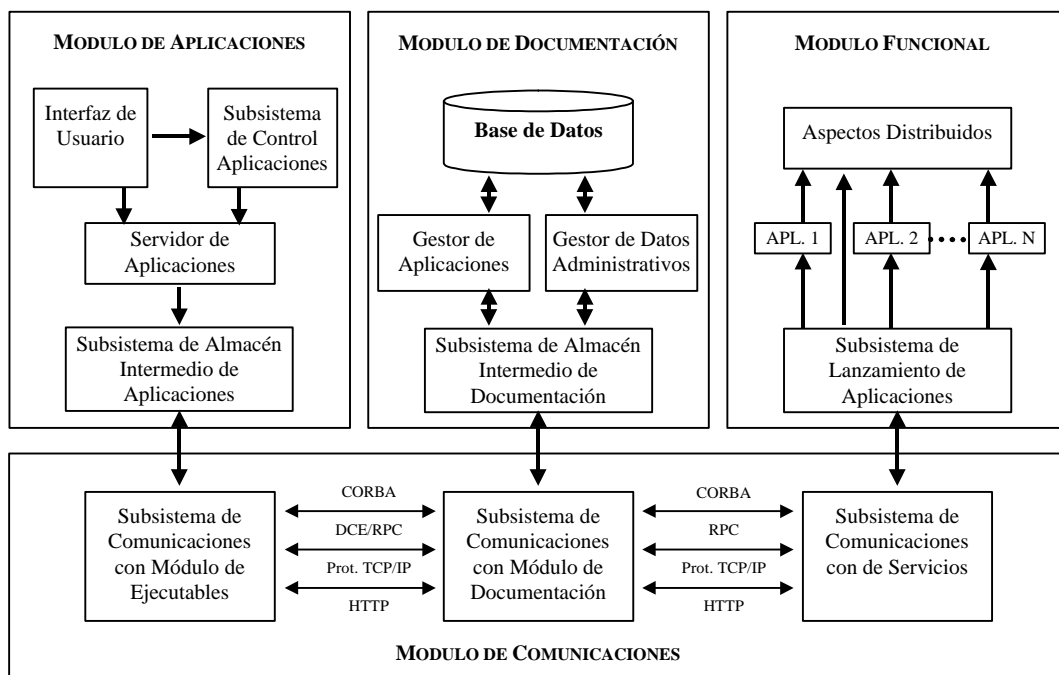 MODULO DE APLICACIONES
Interfaz de
Usuario
Subsistema
de Control
Aplicaciones
Servidor de
Aplicaciones
Subsistema de Almacén
Intermedio de
Aplicaciones
MODULO DE DOCUMENTACIÓN
Base de Datos
Gestor de
Aplicaciones
Gestor de Datos
Administrativos
Subsistema de Almacén
Intermedio de
Documentación
MODULO FUNCIONAL
Aspectos Distribuidos
APL. 1
APL. 2
APL. N
Subsistema de
Lanzamiento de
Aplicaciones
Subsistema de
Comunicaciones
con Módulo de
Ejecutables
CORBA
DCE/RPC
Prot. TCP/IP
HTTP
Subsistema de
Comunicaciones
con Módulo de
Documentación
CORBA
RPC
Prot. TCP/IP
HTTP
Subsistema de
Comunicaciones
con de Servicios
MODULO DE COMUNICACIONES